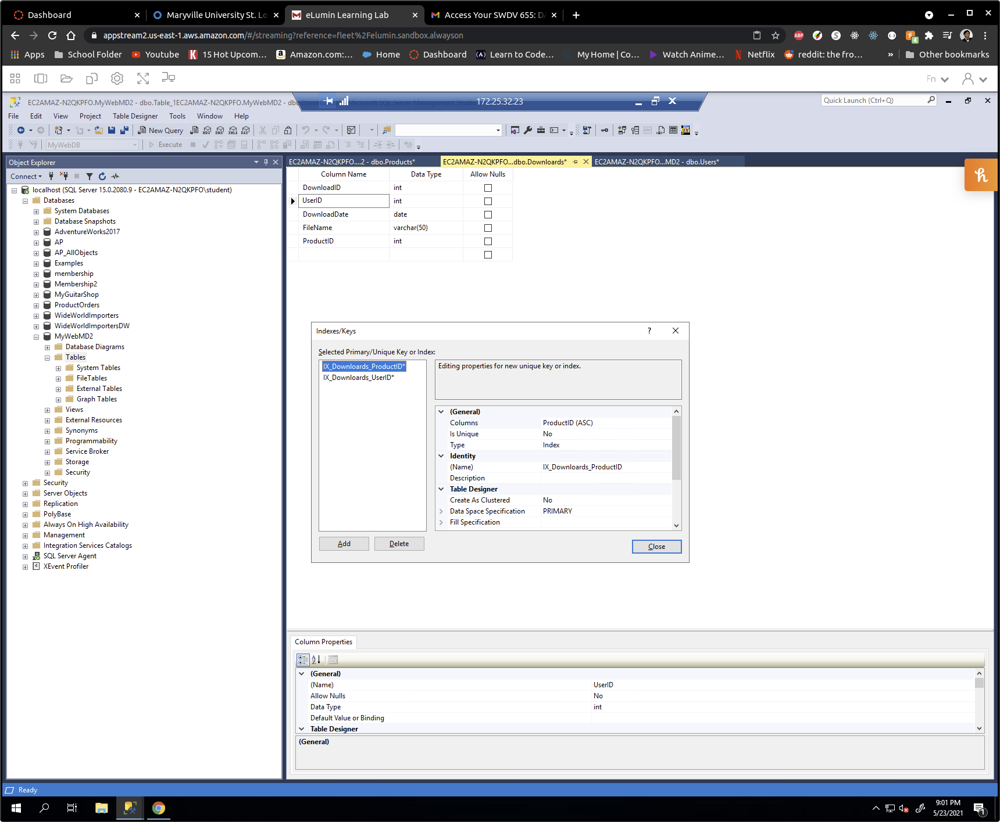 Dashboard
Maryville University St. Lo
eLumin Learning Lab
Access Your SWDV 655: D
appstream2.us-east-1.aws.amazon.com/#/streaming?reference=fleet%2Felumin.sandbox.alwayson
ABP
4
Apps
School Folder
Youtube
15 Hot Upcom...
Amazon.com:...
Home
Dashboard
Learn to Code...
My Home | Co...
Watch Anime...
Netflix
reddit: the fro...
»
Other bookmarks
Fn
EC2AMAZ-N2QKPFO.MyWebMD2 - dbo.Table_1EC2AMAZ-N2QKPFO.MyWebMD2 - dbo.
172.25.32.23
Quick Launch (Ctrl+Q)
File Edit View Project Table Designer Tools Window Help
New Query
MyWebDB
Execute
Object Explorer
Connect
localhost (SQL Server 15.0.2080.9 - EC2AMAZ-N2QKPFO\student)
Databases
System Databases
Database Snapshots
AdventureWorks2017
AP
AP_AllObjects
Examples
membership
Membership2
MyGuitarShop
ProductOrders
WideWorldImporters
WideWorldImportersDW
MyWebMD2
Database Diagrams
Tables
System Tables
FileTables
External Tables
Graph Tables
Views
External Resources
Synonyms
Programmability
Service Broker
Storage
Security
Security
Server Objects
Replication
PolyBase
Always On High Availability
Management
Integration Services Catalogs
SQL Server Agent
XEvent Profiler
EC2AMAZ-N2QKPFO....2 - dbo.Products*
EC2AMAZ-N2QKPFO...dbo.Downloards*
EC2AMAZ-N2QKPFO...MD2 - dbo.Users*
Column Name Data Type Allow Nulls
DownloadID int
UserID int
DownloadDate date
FileName varchar(50)
ProductID int
Indexes/Keys
?
Selected Primary/Unique Key or Index:
IX_Downloards_ProductID*
IX_Downloards_UserID*
Editing properties for new unique key or index.
(General)
Columns ProductID (ASC)
Is Unique No
Type Index
Identity
(Name) IX_Downloards_ProductID
Description
Table Designer
Create As Clustered No
Data Space Specification PRIMARY
Fill Specification
Add
Delete
Close
Column Properties
(General)
(Name) UserID
Allow Nulls No
Data Type int
Default Value or Binding
Table Designer
(General)
Ready
9:01 PM
5/23/2021
1